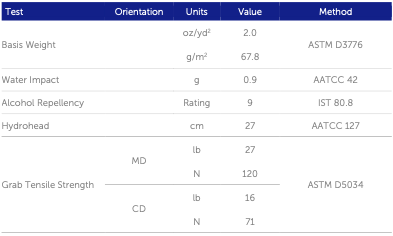 Test Orientation Units Value Method
Basis Weight oz/yd² 2.0 ASTM D3776
g/m² 67.8
Water Impact g 0.9 AATCC 42
Alcohol Repellency Rating 9 IST 80.8
Hydrohead cm 27 AATCC 127
Grab Tensile Strength MD lb 27 ASTM D5034
N 120
CD lb 16
N 71